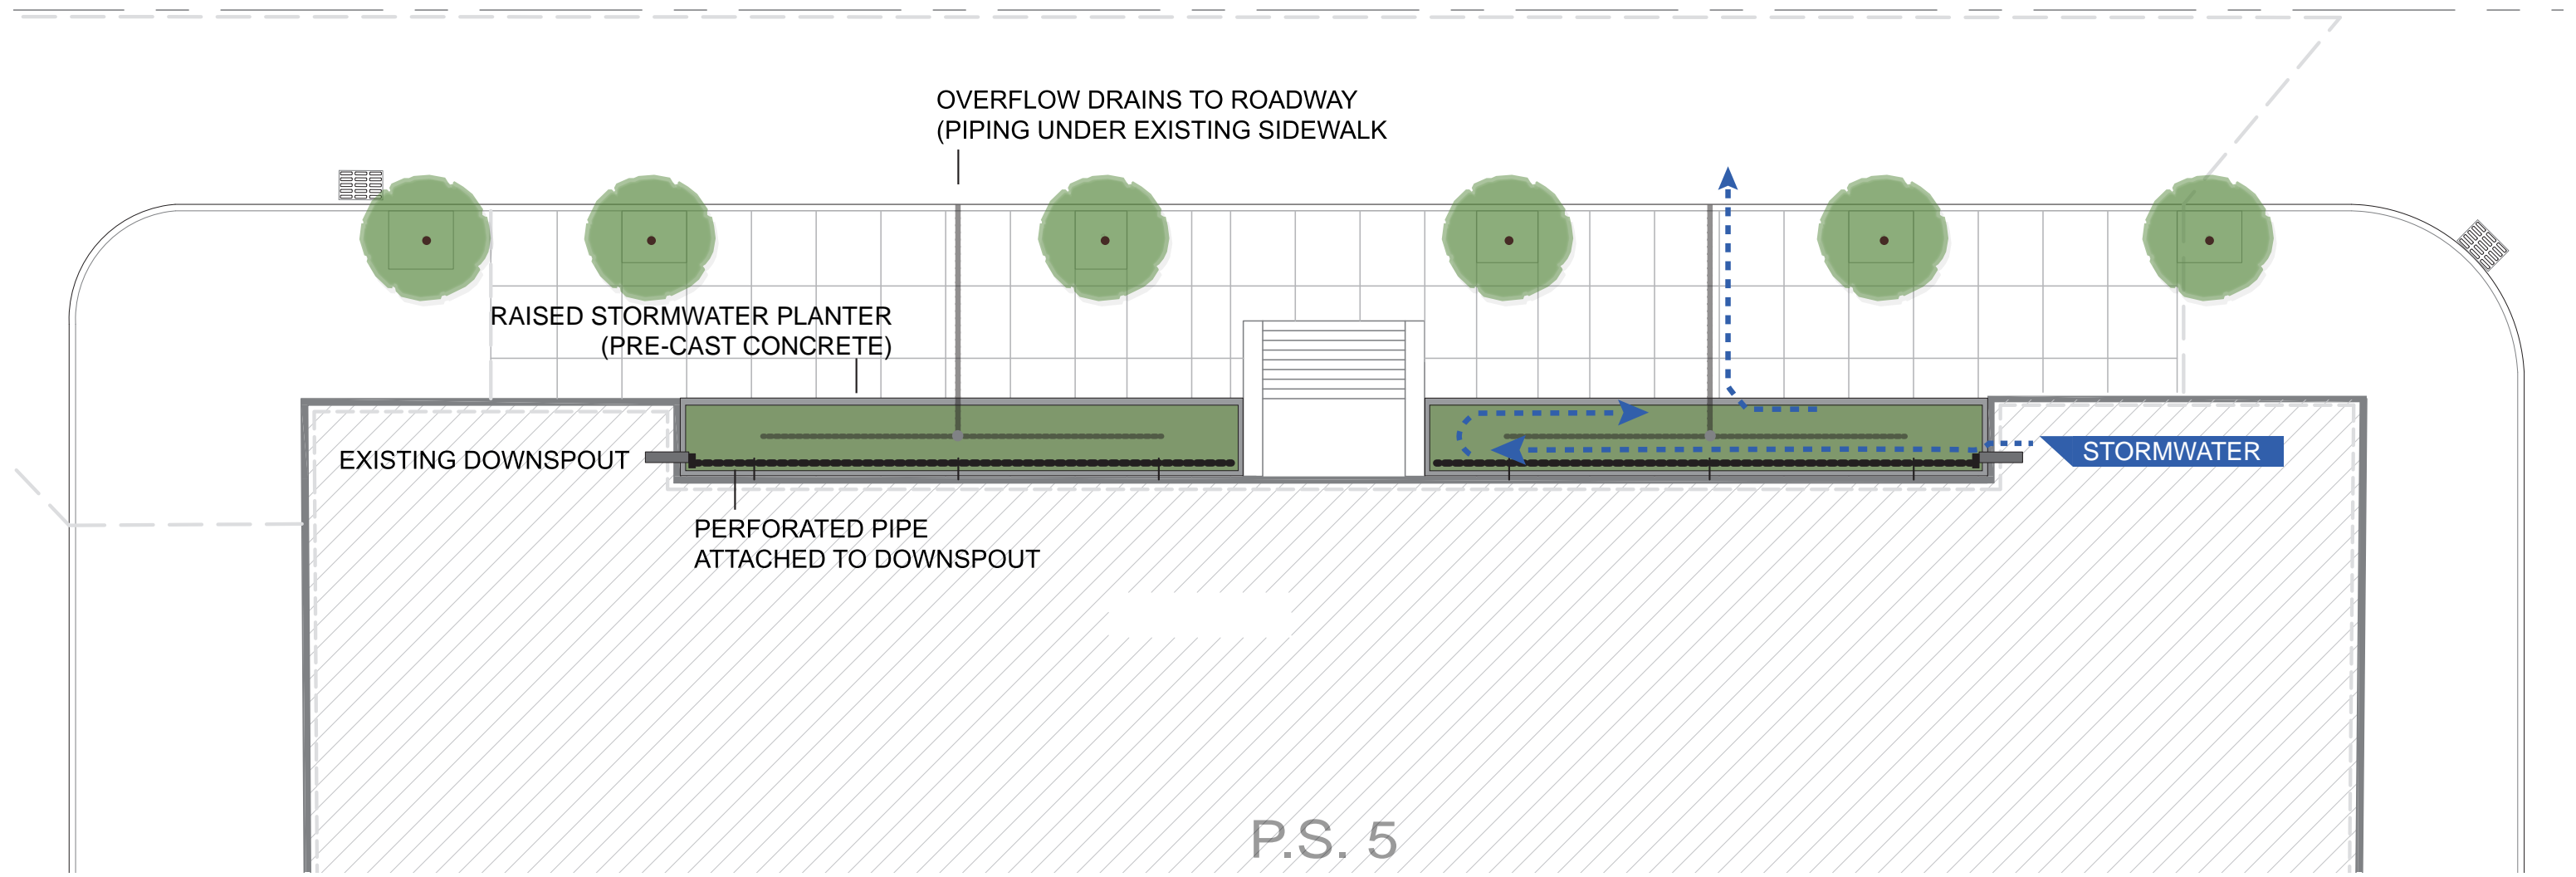 OVERFLOW DRAINS TO ROADWAY
(PIPING UNDER EXISTING SIDEWALK
RAISED STORMWATER PLANTER
(PRE-CAST CONCRETE)
EXISTING DOWNSPOUT
STORMWATER
PERFORATED PIPE
ATTACHED TO DOWNSPOUT
P.S. 5